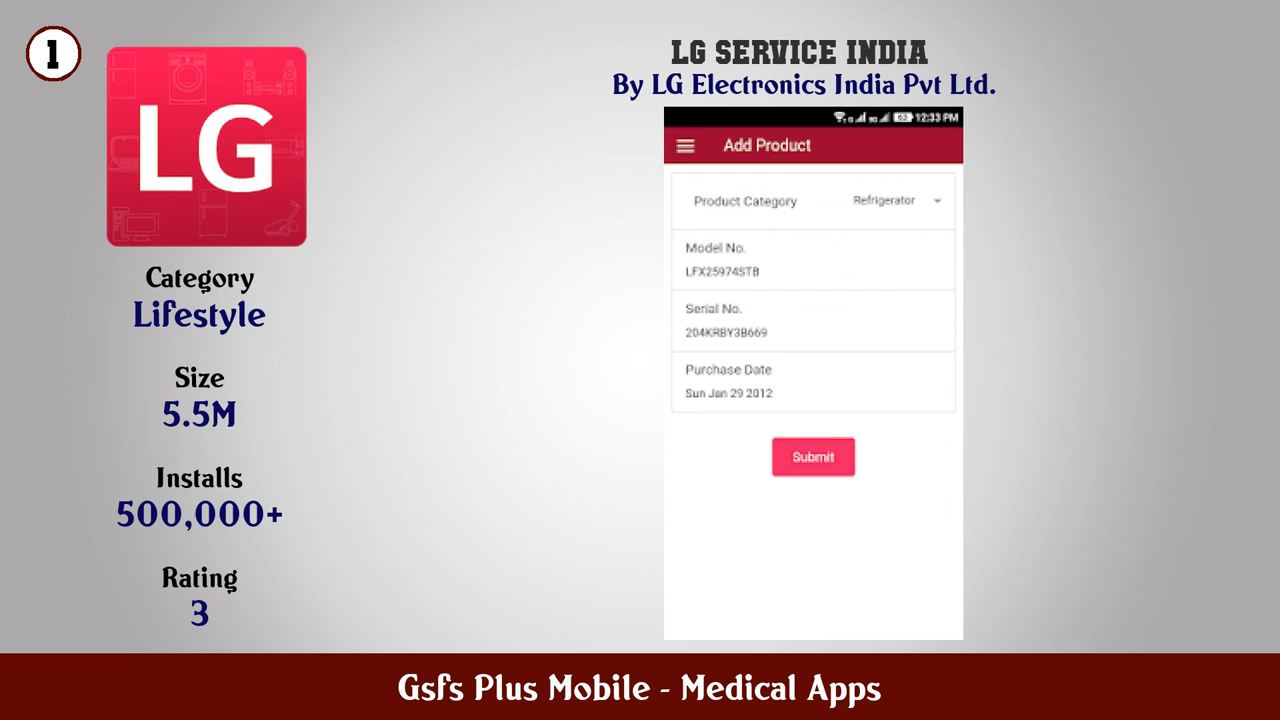 1
LG
Category
Lifestyle
Size
5.5M
Installs
500,000+
Rating
3
LG SERVICE INDIA
By LG Electronics India Pvt Ltd.
12:33 PM
Add Product
Product Category Refrigerator
Model No.
LFX25974STB
Serial No.
204KRBY3B669
Purchase Date
Sun Jan 29 2012
Submit
Gsfs Plus Mobile - Medical Apps